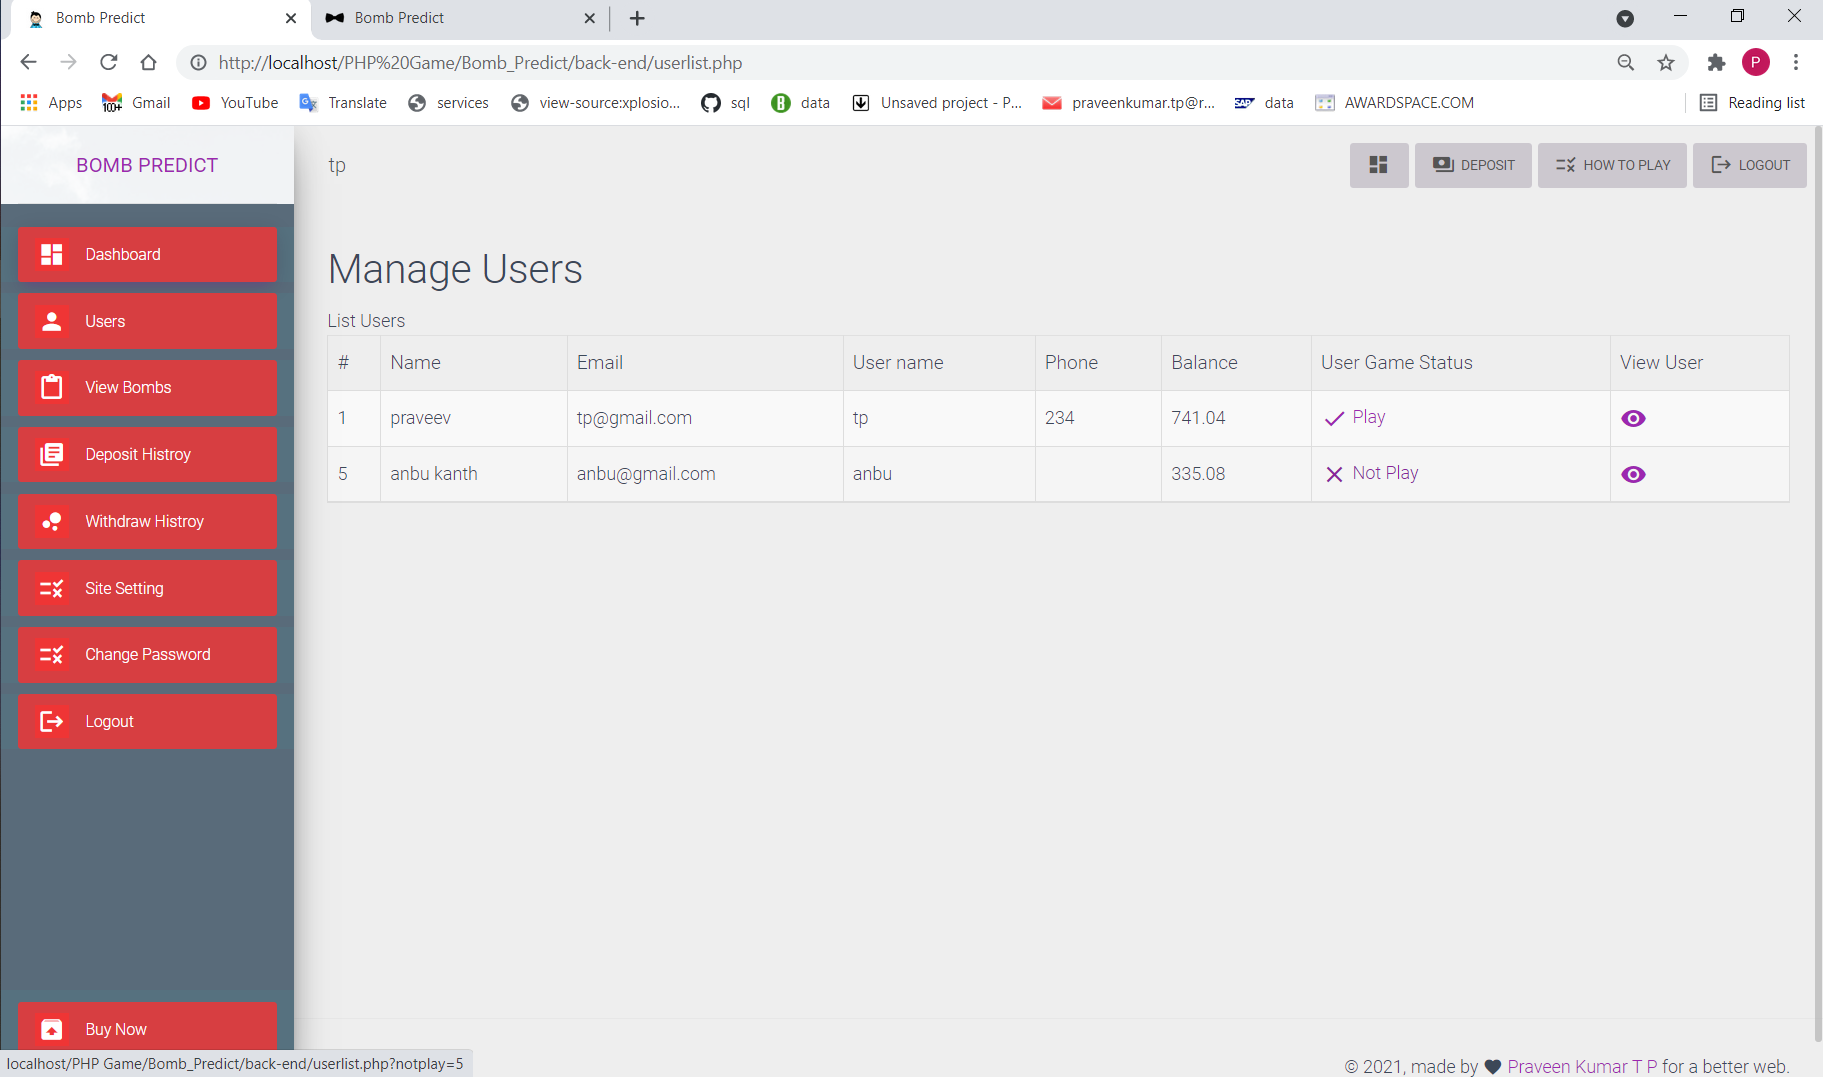 Bomb Predict
Bomb Predict
http://localhost/PHP%20Game/Bomb_Predict/back-end/userlist.php
P
Apps
100+ Gmail
YouTube
Translate
services
view-source:xplosio...
sql
B data
Unsaved project - P...
praveenkumar.tp@r...
SAP data
AWARDSPACE.COM
Reading list
BOMB PREDICT
tp
DEPOSIT
HOW TO PLAY
LOGOUT
Dashboard
Users
View Bombs
Deposit Histroy
Withdraw Histroy
Site Setting
Change Password
Logout
Buy Now
Manage Users
List Users
# Name Email User name Phone Balance User Game Status View User
1 praveev tp@gmail.com tp 234 741.04 Play
5 anbu kanth anbu@gmail.com anbu 335.08 Not Play
localhost/PHP Game/Bomb_Predict/back-end/userlist.php?notplay=5
© 2021, made by ♥ Praveen Kumar T P for a better web.